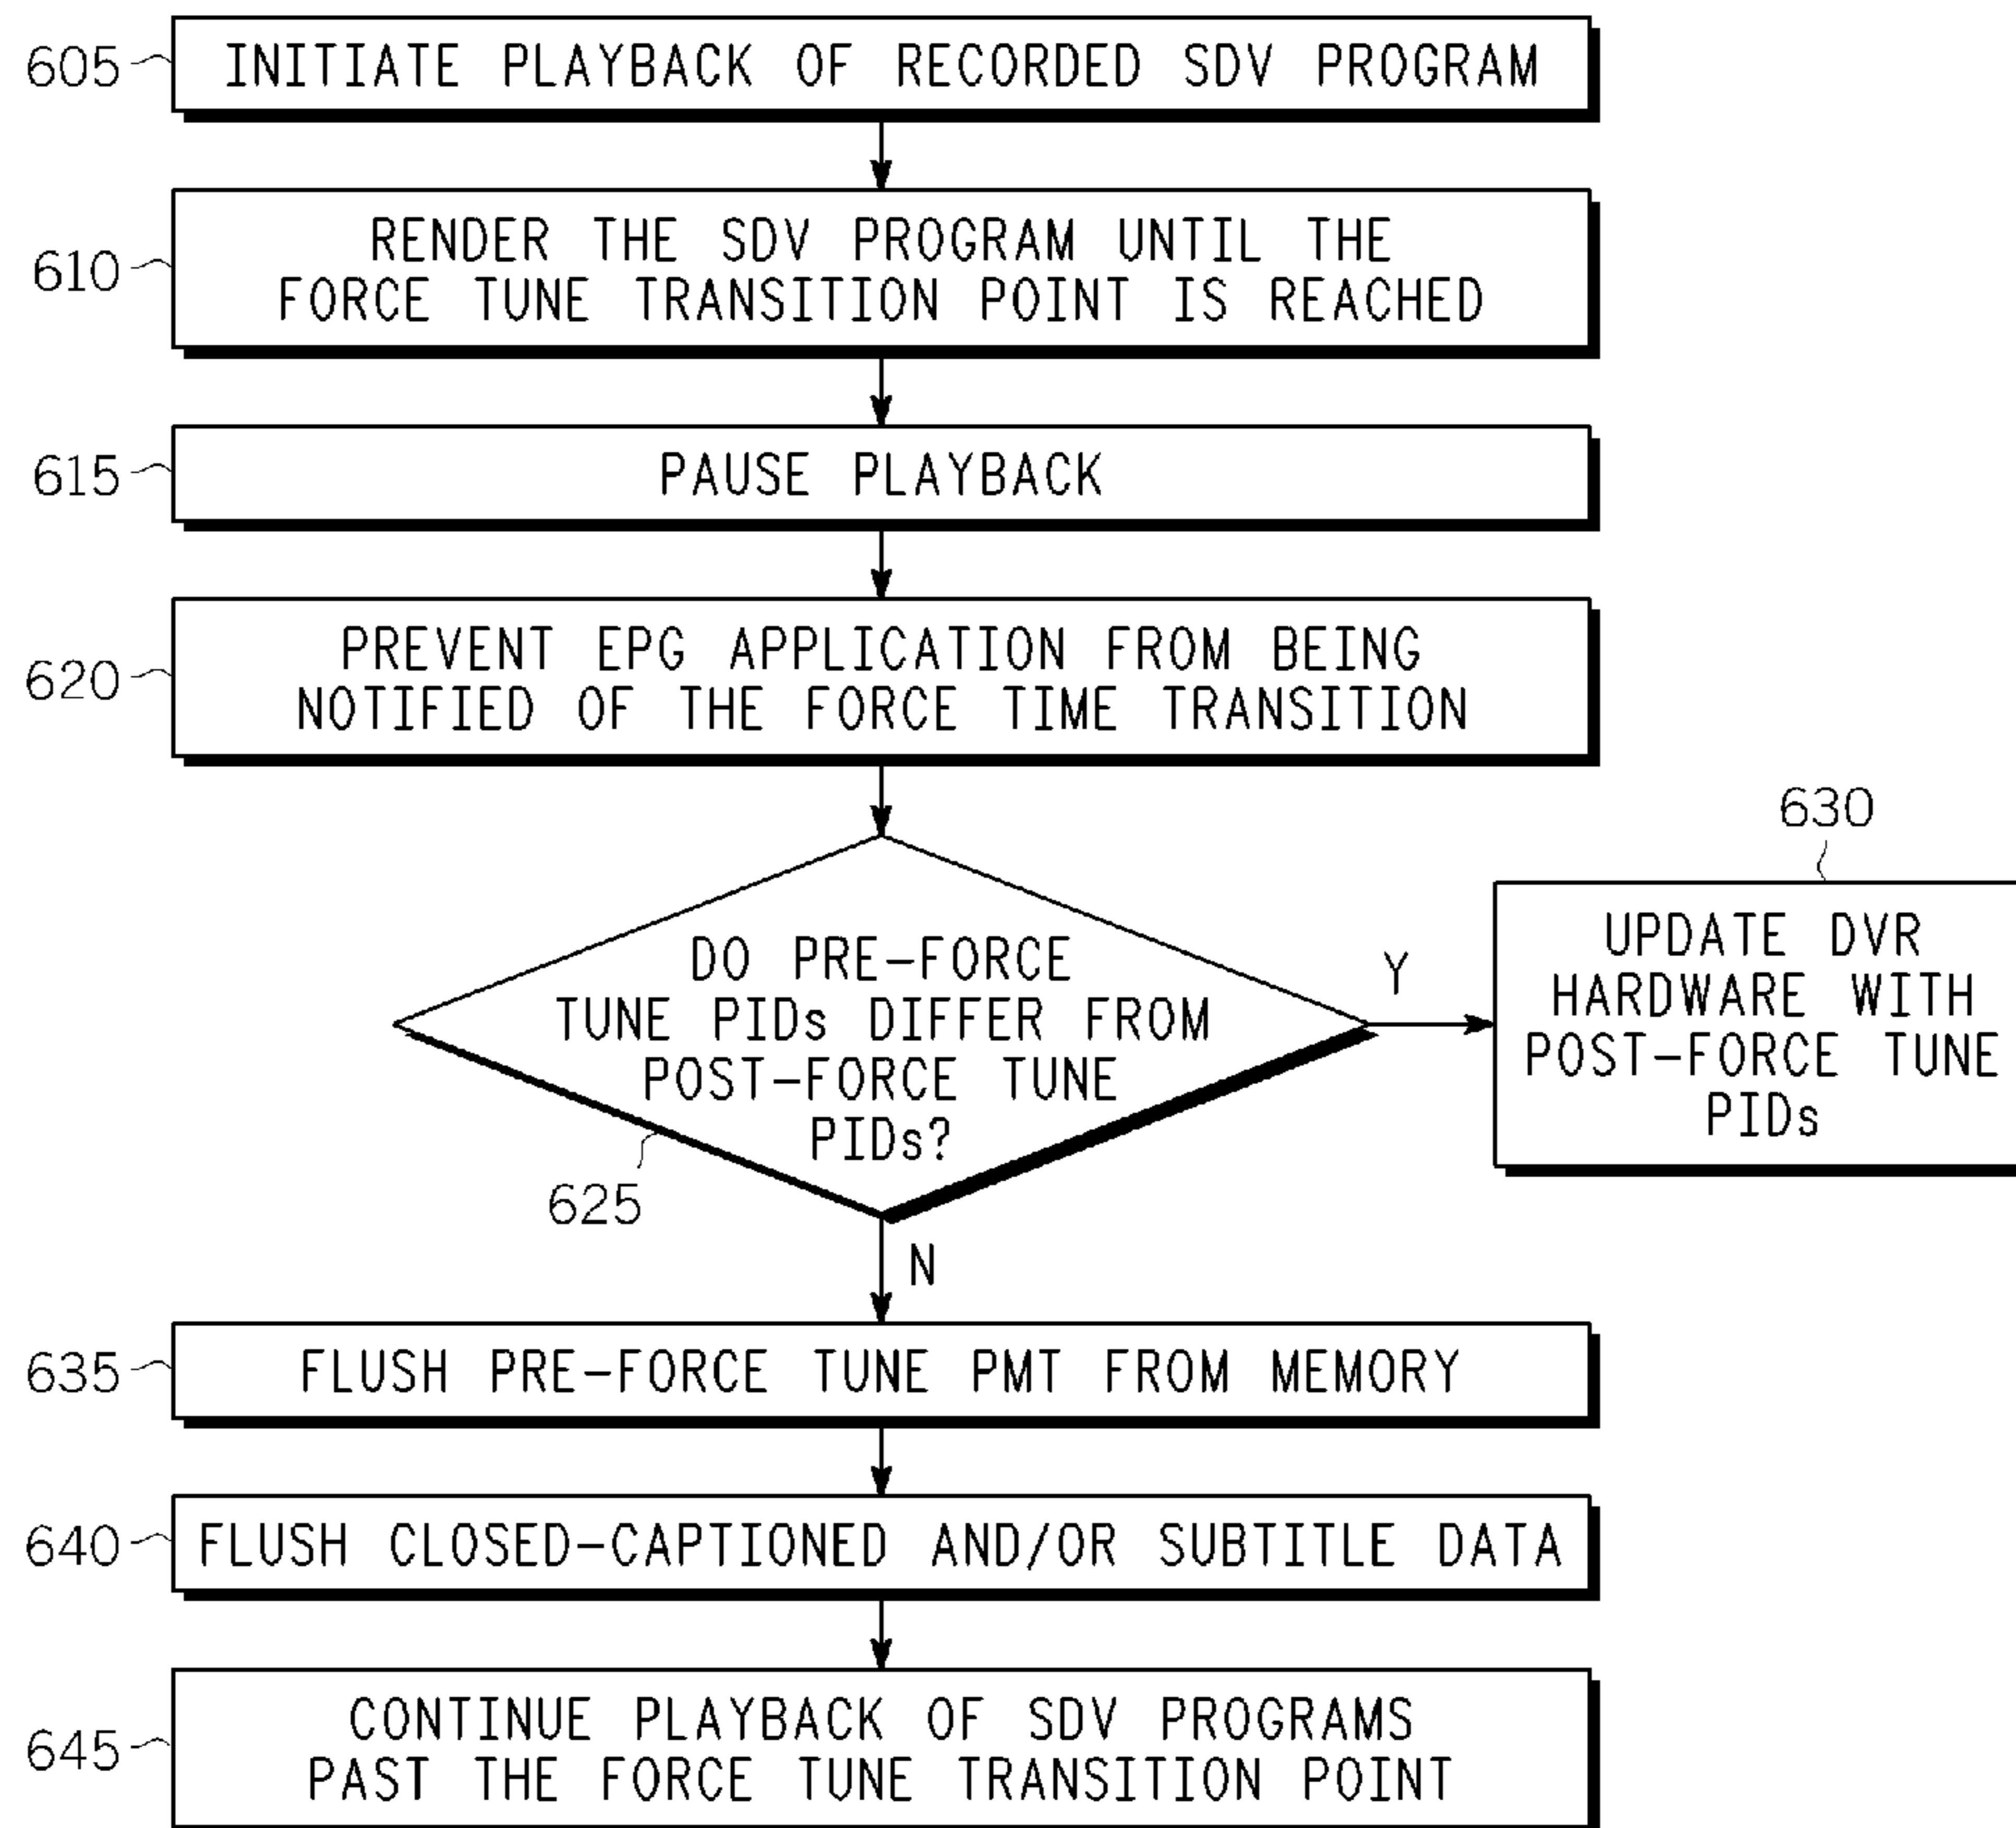 605
INITIATE PLAYBACK OF RECORDED SDV PROGRAM
610
RENDER THE SDV PROGRAM UNTIL THE
FORCE TUNE TRANSITION POINT IS REACHED
615
PAUSE PLAYBACK
620
PREVENT EPG APPLICATION FROM BEING
NOTIFIED OF THE FORCE TIME TRANSITION
625
DO PRE-FORCE
TUNE PIDs DIFFER FROM
POST-FORCE TUNE
PIDs?
Y
630
UPDATE DVR
HARDWARE WITH
POST-FORCE TUNE
PIDs
N
635
FLUSH PRE-FORCE TUNE PMT FROM MEMORY
640
FLUSH CLOSED-CAPTIONED AND/OR SUBTITLE DATA
645
CONTINUE PLAYBACK OF SDV PROGRAMS
PAST THE FORCE TUNE TRANSITION POINT